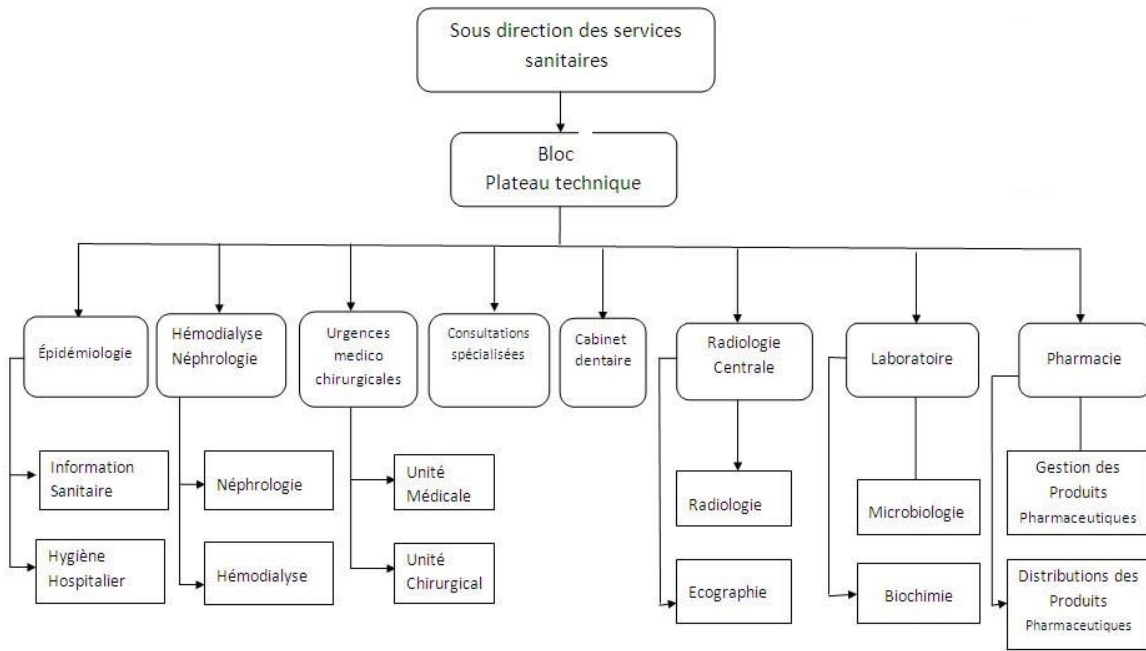 Sous direction des services
sanitaires
Bloc
Plateau technique
Épidémiologie
Hémodialyse
Néphrologie
Urgences
medico
chirurgicales
Consultations
spécialisées
Cabinet
dentaire
Radiologie
Centrale
Laboratoire
Pharmacie
Information
Sanitaire
Néphrologie
Unité
Médicale
Radiologie
Microbiologie
Gestion des
Produits
Pharmaceutiques
Hygiène
Hospitalier
Hémodialyse
Unité
Chirurgical
Ecographie
Biochimie
Distributions des
Produits
Pharmaceutiques